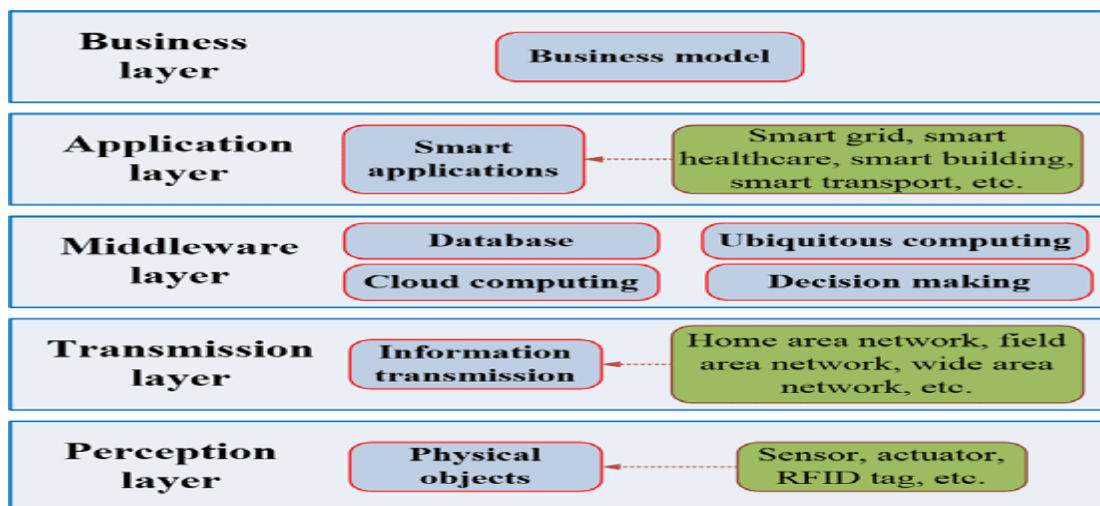 Business
layer
Business model
Application
layer
Smart
applications
Smart grid, smart
healthcare, smart building,
smart transport, etc.
Middleware
layer
Database
Ubiquitous computing
Cloud computing
Decision making
Transmission
layer
Information
transmission
Home area network, field
area network, wide area
network, etc.
Perception
layer
Physical
objects
Sensor, actuator,
RFID tag, etc.